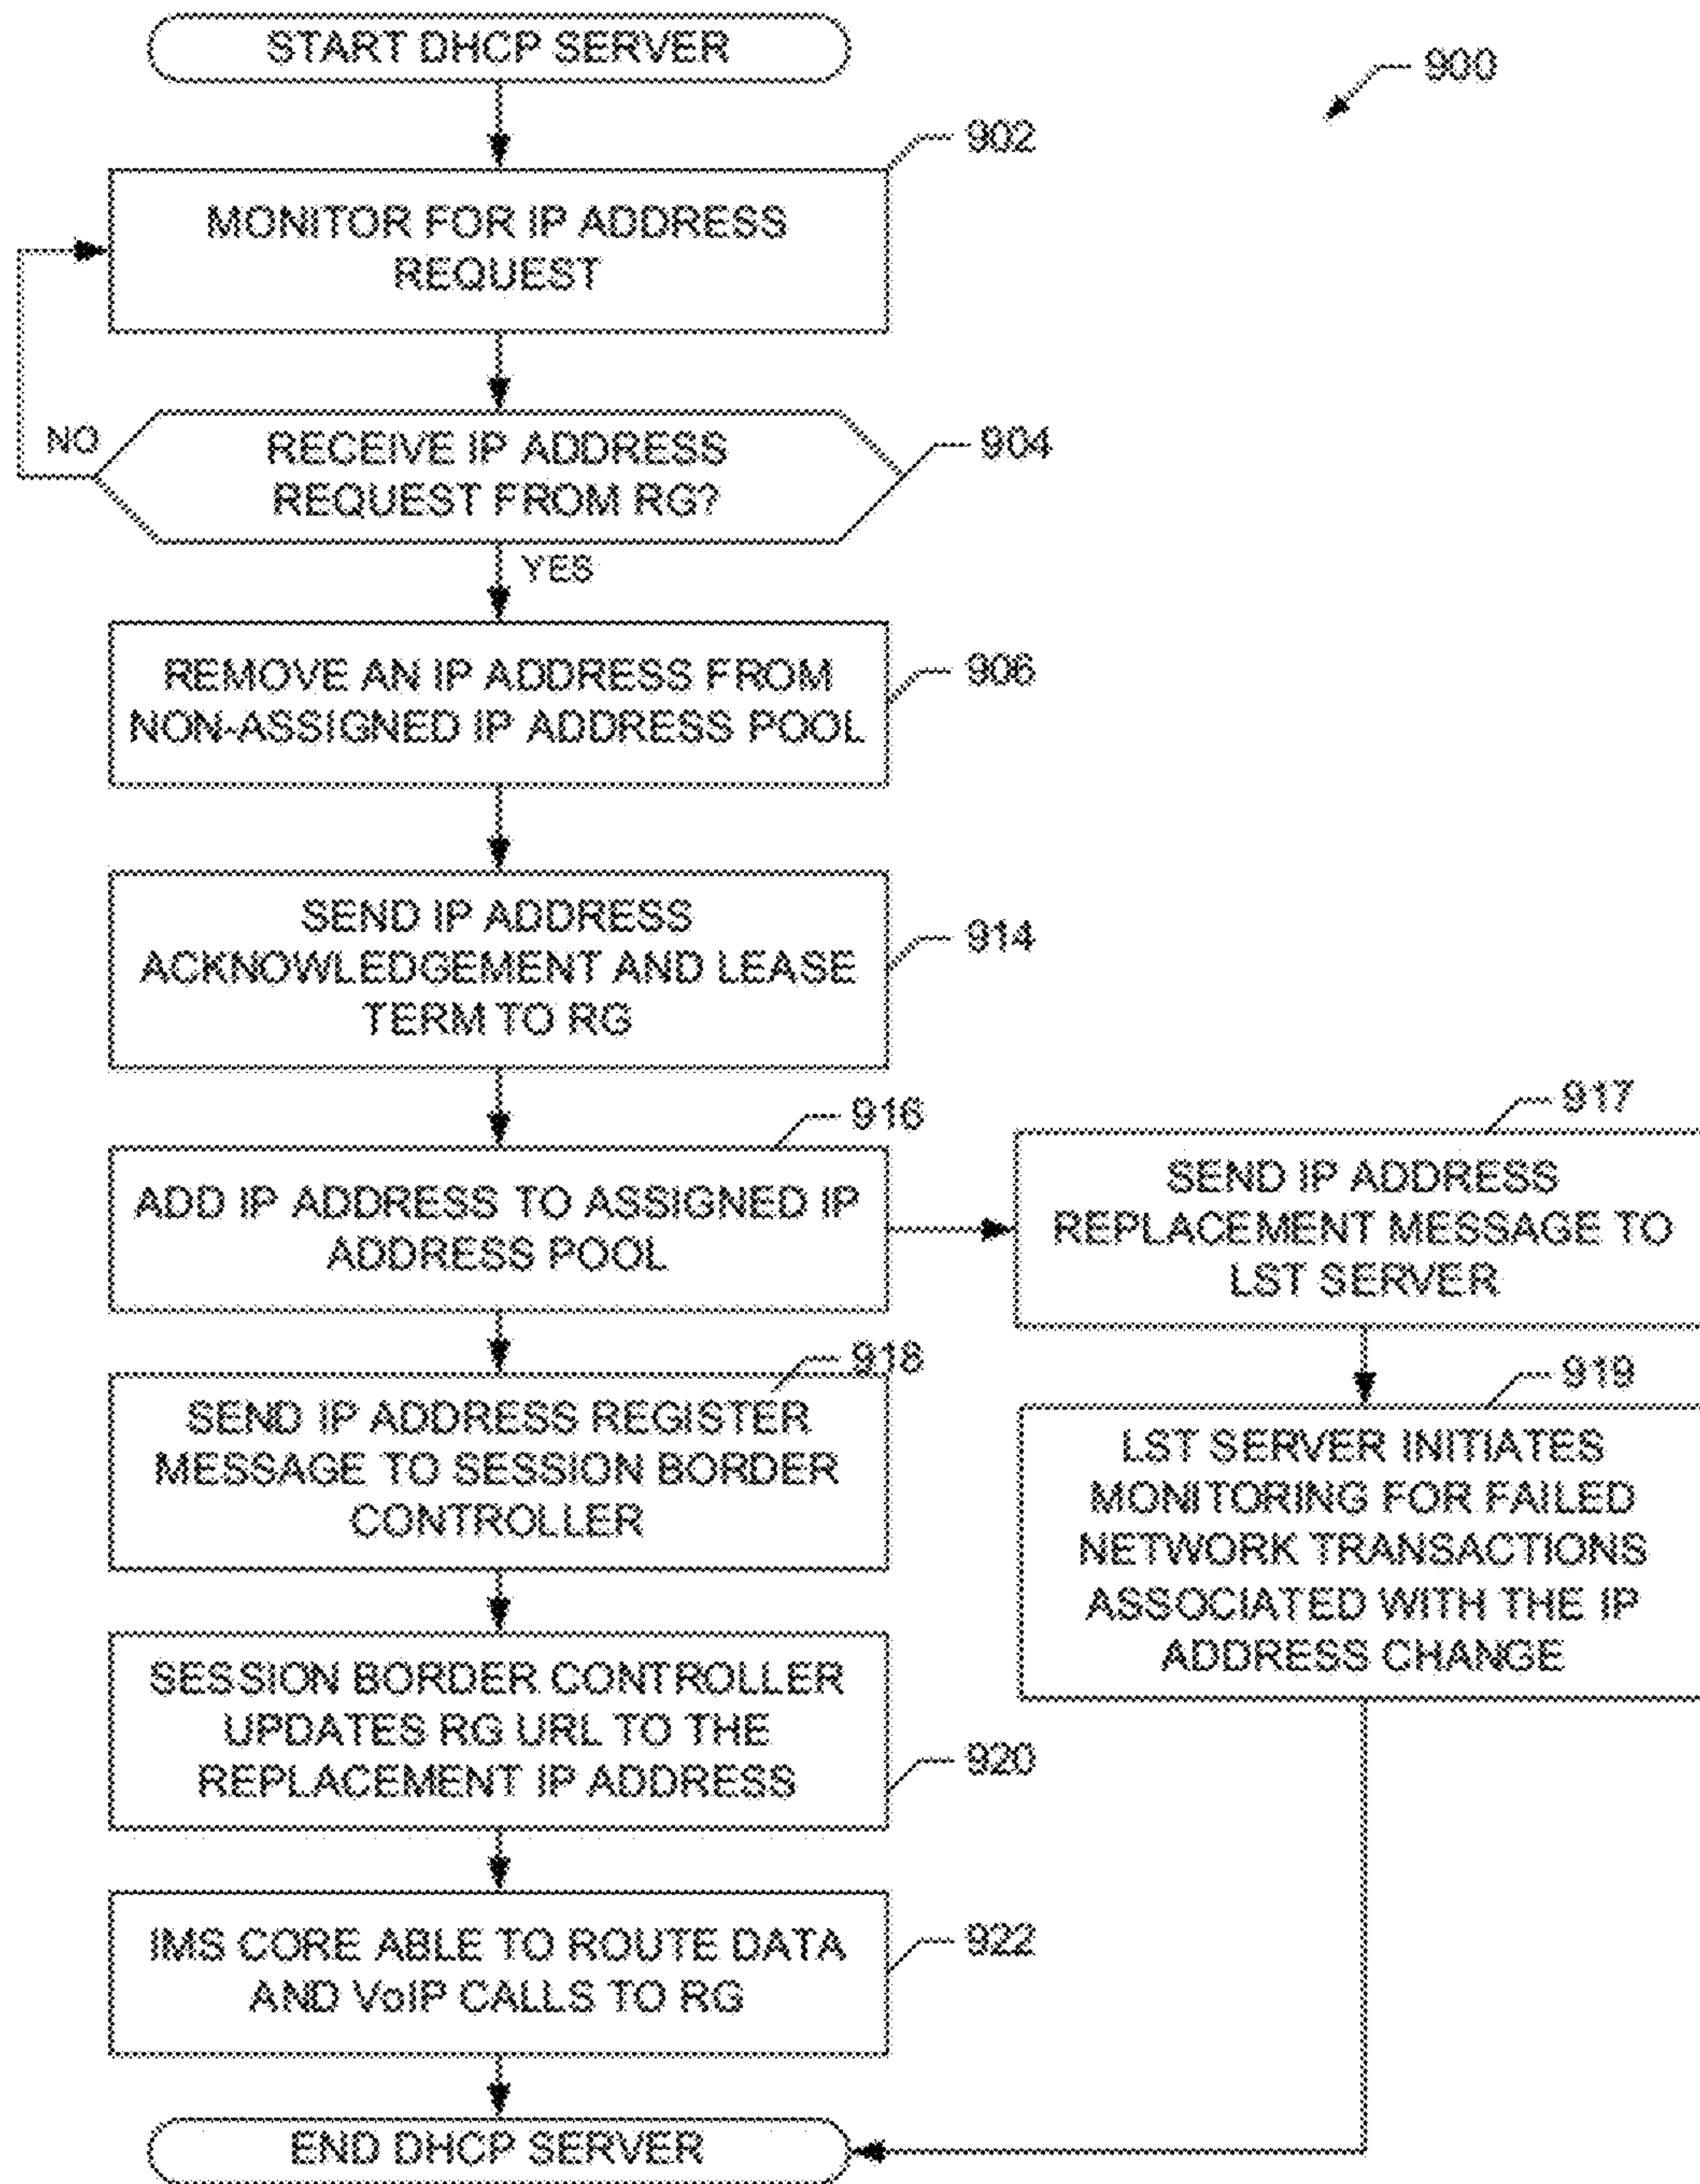 START DHCP SERVER
900
902
MONITOR FOR IP ADDRESS
REQUEST
NO
RECEIVE IP ADDRESS
REQUEST FROM RG?
904
YES
REMOVE AN IP ADDRESS FROM
NON-ASSIGNED IP ADDRESS POOL
906
SEND IP ADDRESS
ACKNOWLEDGEMENT AND LEASE
TERM TO RG
914
916
ADD IP ADDRESS TO ASSIGNED IP
ADDRESS POOL
917
SEND IP ADDRESS
REPLACEMENT MESSAGE TO
LST SERVER
918
SEND IP ADDRESS REGISTER
MESSAGE TO SESSION BORDER
CONTROLLER
919
LST SERVER INITIATES
MONITORING FOR FAILED
NETWORK TRANSACTIONS
ASSOCIATED WITH THE IP
ADDRESS CHANGE
SESSION BORDER CONTROLLER
UPDATES RG URL TO THE
REPLACEMENT IP ADDRESS
920
IMS CORE ABLE TO ROUTE DATA
AND VoIP CALLS TO RG
922
END DHCP SERVER